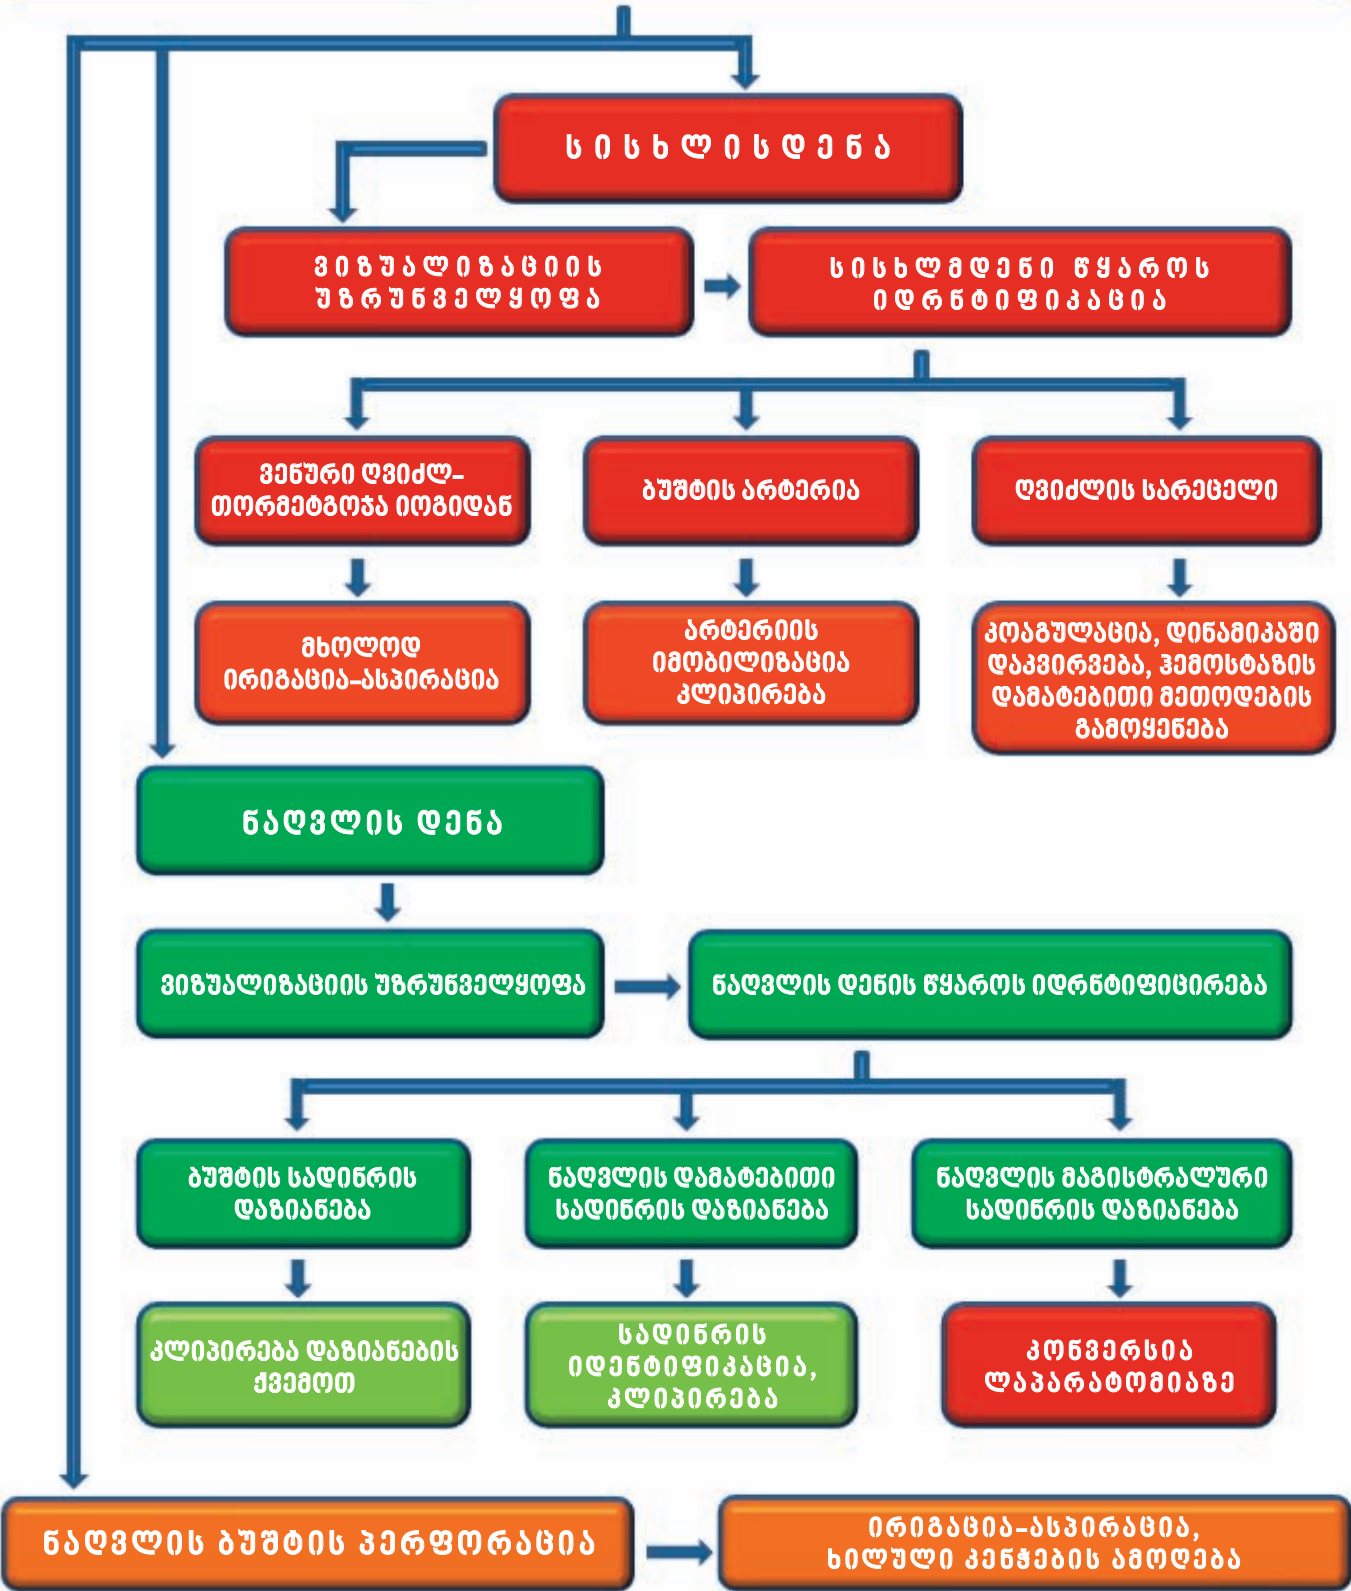 სისხლისდენა
ვიზუალიზაციის
უზრუნველყოფა
სისხლმდენი წყაროს
იდრნტიფიკაცია
ვენური ღვიძლ-
თორმეტგოჯა იოგიდან
ბუშტის არტერია
ღვიძლის სარეცელი
მხოლოდ
ირიგაცია-ასპირაცია
არტერიის
იმობილიზაცია
კლიპირება
კოაგულაცია, დინამიკაში
დაკვირვება, ჰემოსტაზის
დამატებითი მეთოდების
გამოყენება
ნაღვლის დენა
ვიზუალიზაციის უზრუნველყოფა
ნაღვლის დენის წყაროს იდრნტიფიცირება
ბუშტის სადინრის
დაზიანება
ნაღვლის დამატებითი
სადინრის დაზიანება
ნაღვლის მაგისტრალური
სადინრის დაზიანება
კლიპირება დაზიანების
ქვემოთ
სადინრის
იდენტიფიკაცია,
კლიპირება
კონვერსია
ლაპარატომიაზე
ნაღვლის ბუშტის პერფორაცია
ირიგაცია-ასპირაცია,
ხილული კენჭების ამოღება